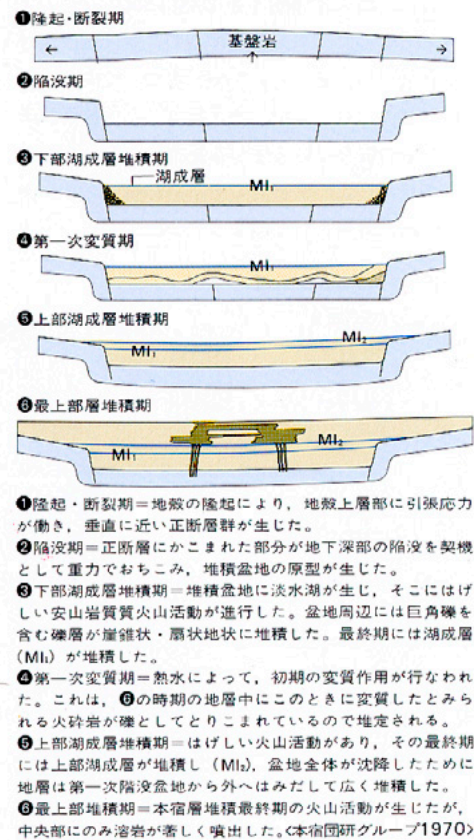 ❶隆起・断裂期
基盤岩
❷陥没期
❸下部湖成層堆積期
湖成層
MI₁
❹第一次変質期
MI₁
❺上部湖成層堆積期
MI₂
MI₁
❻最上部層堆積期
MI₂
MI₁
❶隆起・断裂期＝地殻の隆起により，地殻上層部に引張応力
が働き，垂直に近い正断層群が生じた。
❷陥没期＝正断層にかこまれた部分が地下深部の陥没を契機
として重力でおちこみ，堆積盆地の原型が生じた。
❸下部湖成層堆積期＝堆積盆地に淡水湖が生じ，そこにはげ
しい安山岩質質火山活動が進行した。盆地周辺には巨角礫を
含む礫層が崖錐状・扇状地状に堆積した。最終期には湖成層
（MI₁）が堆積した。
❹第一次変質期＝熱水によって，初期の変質作用が行なわれ
た。これは，❻の時期の地層中にこのときに変質したとみら
れる火砕岩が礫としてとりこまれているので堆定される。
❺上部湖成層堆積期＝はげしい火山活動があり，その最終期
には上部湖成層が堆積し（MI₂），盆地全体が沈降したために
地層は第一次階没盆地から外へはみだして広く堆積した。
❻最上部堆積期＝本宿層堆積最終期の火山活動が生じたが，
中央部にのみ溶岩が著しく噴出した。〈本宿団研グループ1970〉